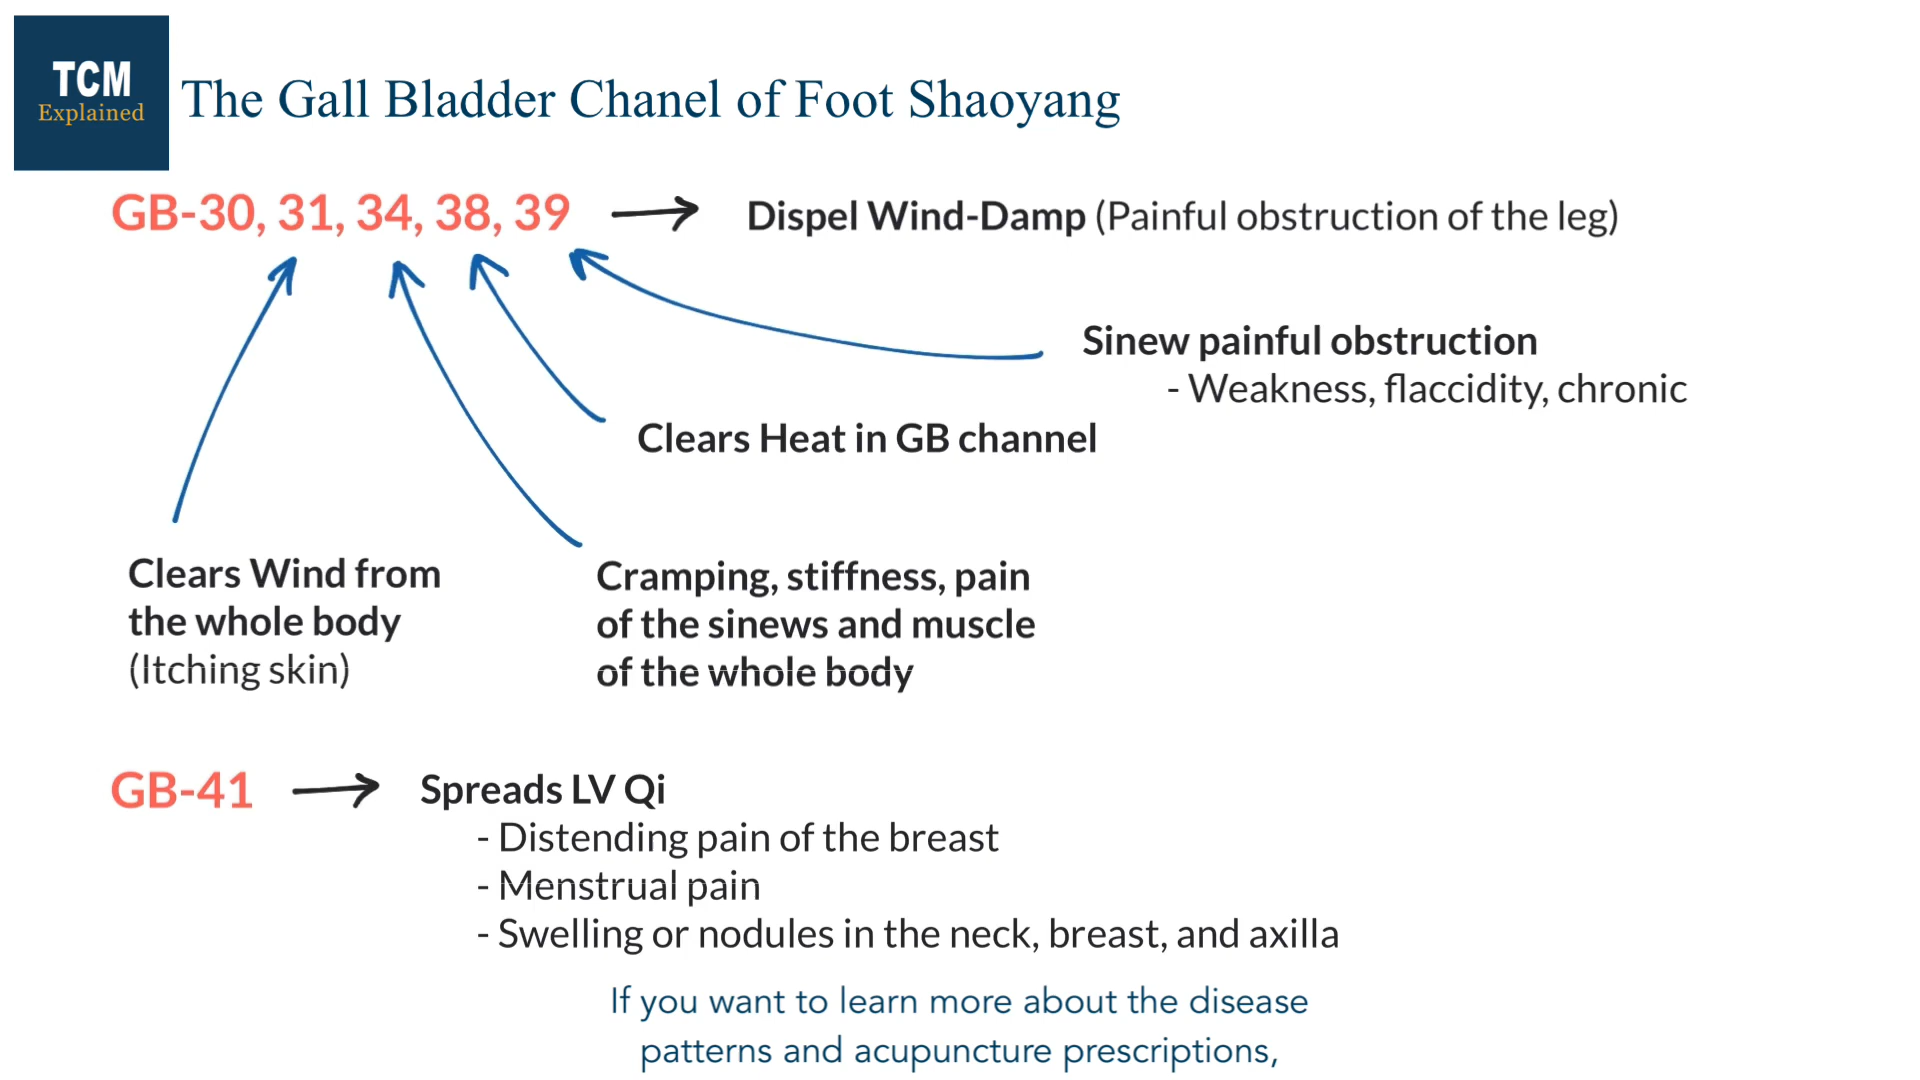 TCM
Explained
The Gall Bladder Chanel of Foot Shaoyang
GB-30, 31, 34, 38, 39
Dispel Wind-Damp (Painful obstruction of the leg)
Sinew painful obstruction
- Weakness, flaccidity, chronic
Clears Heat in GB channel
Clears Wind from
the whole body
(Itching skin)
Cramping, stiffness, pain
of the sinews and muscle
of the whole body
GB-41
Spreads LV Qi
- Distending pain of the breast
- Menstrual pain
- Swelling or nodules in the neck, breast, and axilla
If you want to learn more about the disease
patterns and acupuncture prescriptions,